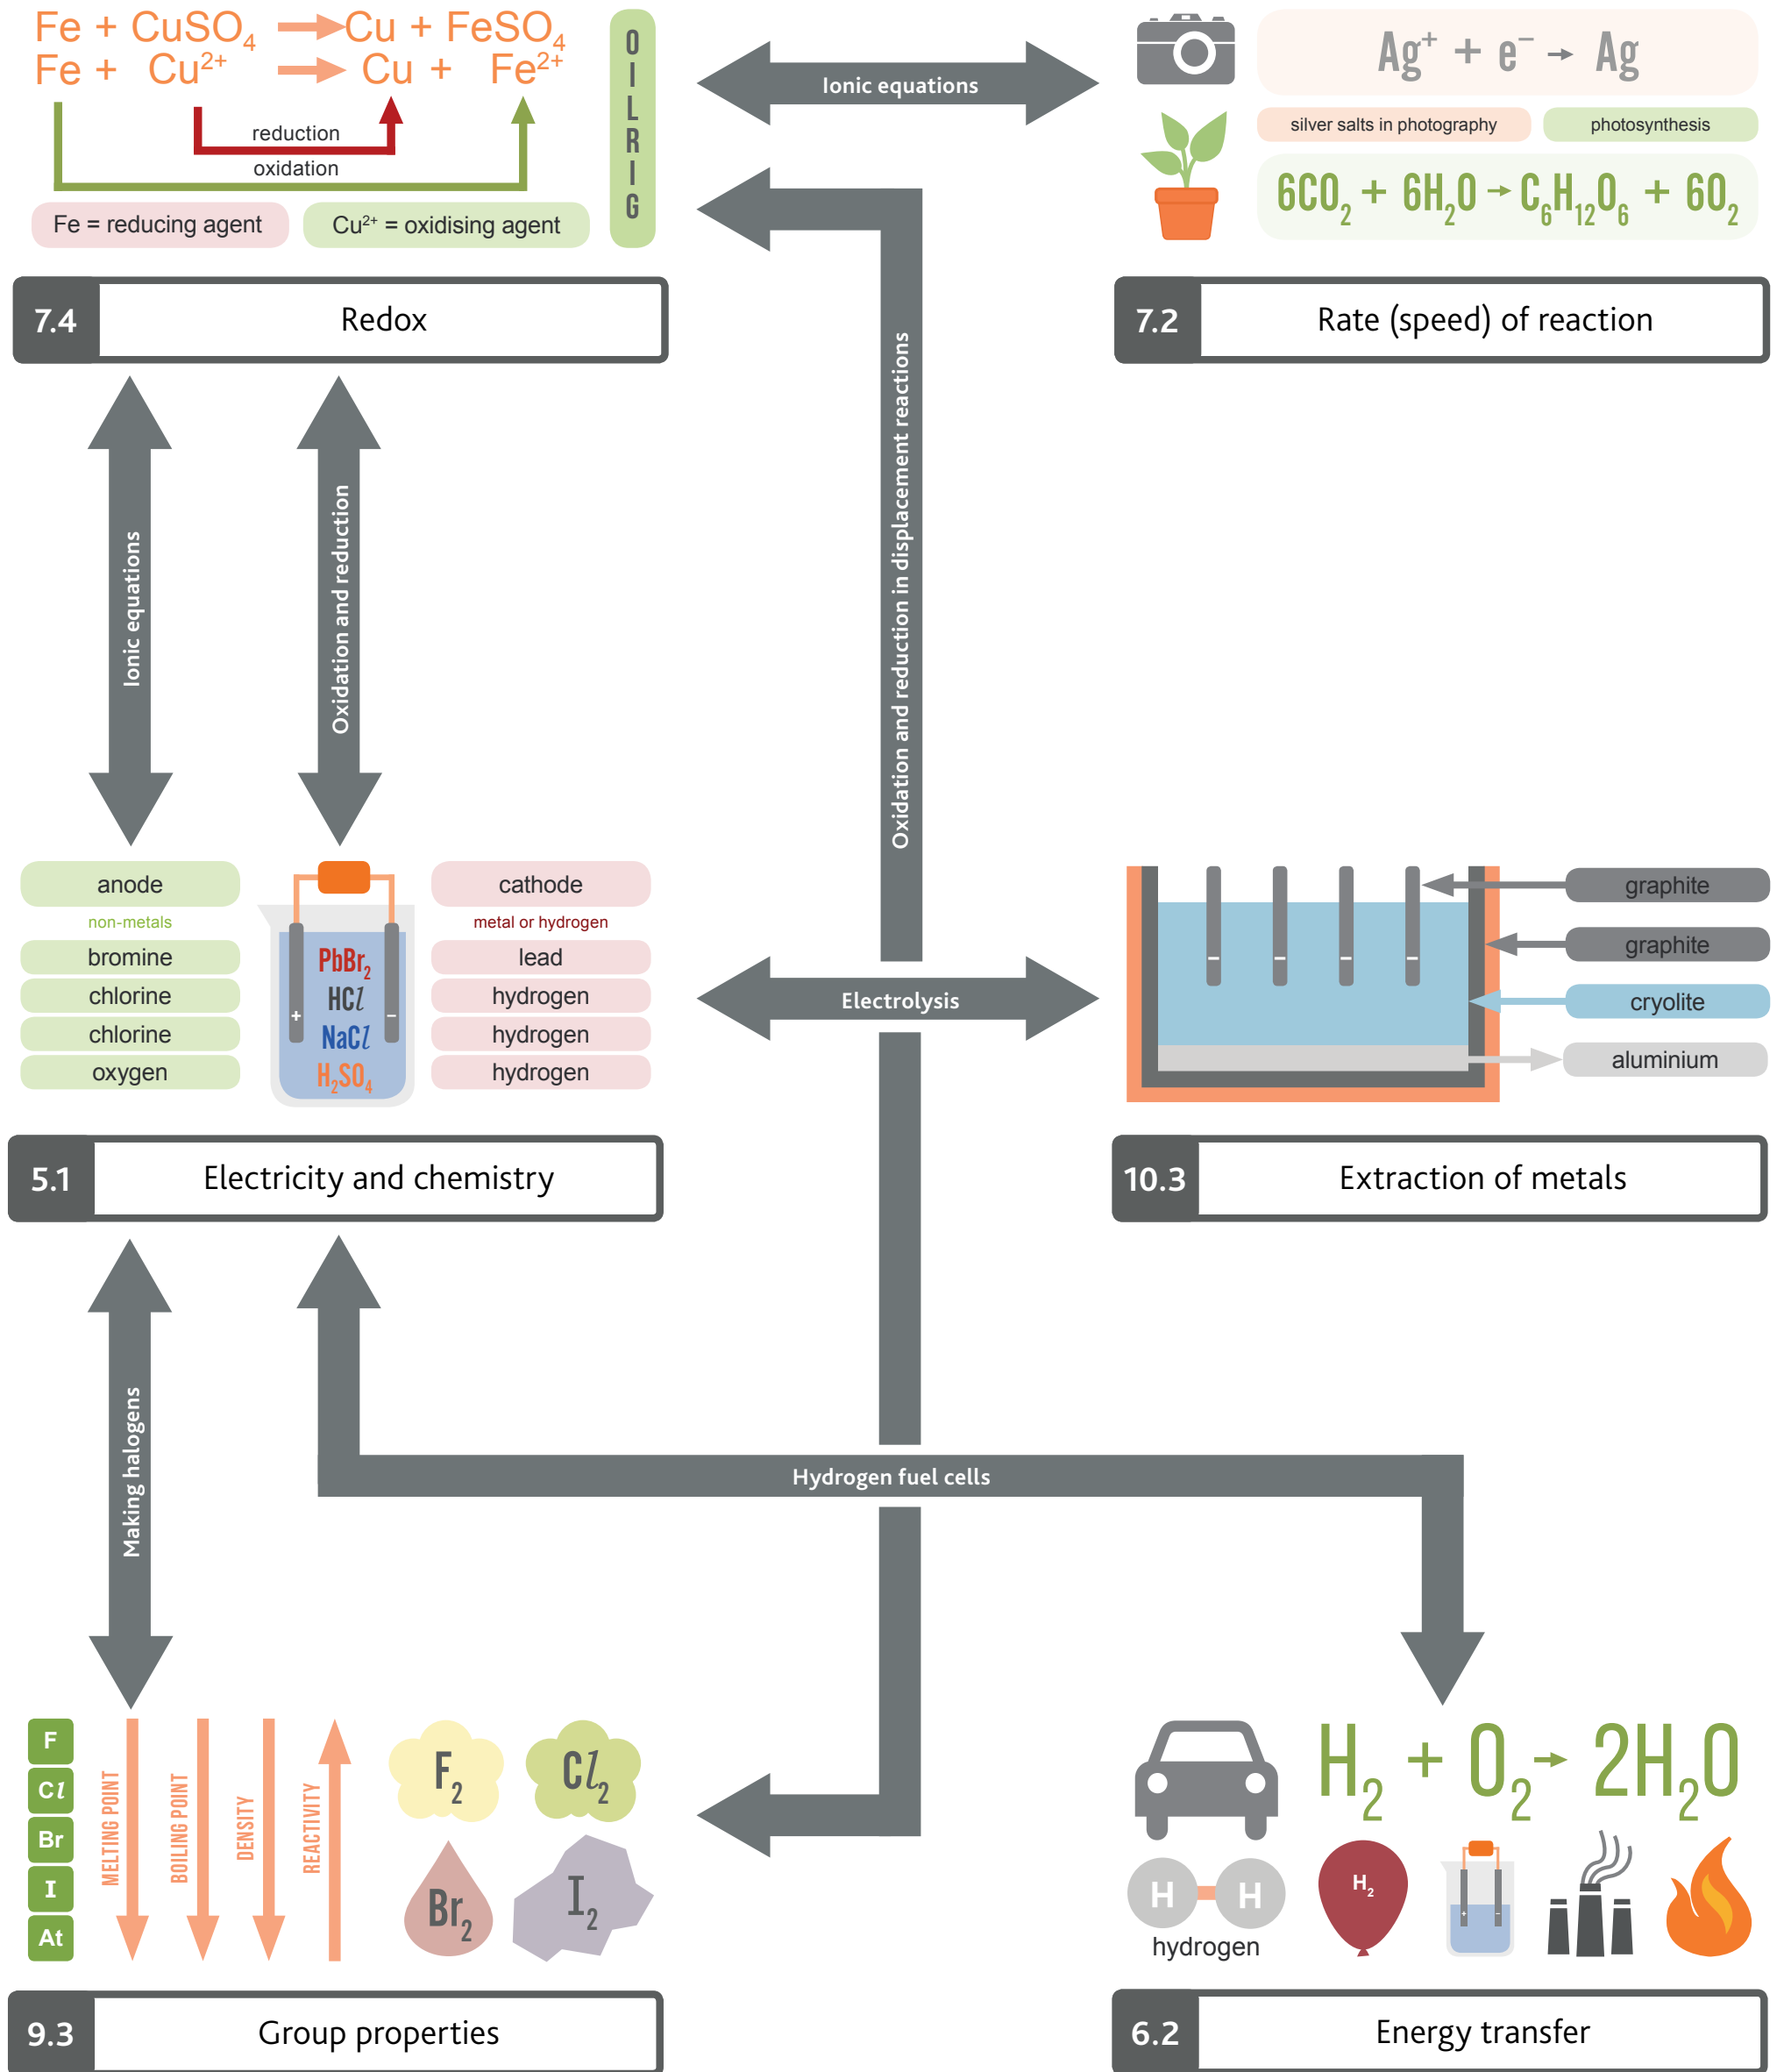 Fe + CuSO₄ → Cu + FeSO₄
Fe + Cu²⁺ → Cu + Fe²⁺
reduction
oxidation
Fe = reducing agent
Cu²⁺ = oxidising agent
O
I
L
R
I
G
7.4 Redox
Ionic equations
Ag⁺ + e⁻ → Ag
silver salts in photography
photosynthesis
6CO₂ + 6H₂O → C₆H₁₂O₆ + 6O₂
7.2 Rate (speed) of reaction
Ionic equations
Oxidation and reduction
Oxidation and reduction in displacement reactions
anode
non-metals
bromine
chlorine
chlorine
oxygen
PbBr₂
HCl
NaCl
H₂SO₄
+
−
cathode
metal or hydrogen
lead
hydrogen
hydrogen
hydrogen
5.1 Electricity and chemistry
Electrolysis
− − − −
graphite
graphite
cryolite
aluminium
10.3 Extraction of metals
Making halogens
Hydrogen fuel cells
F
Cl
Br
I
At
MELTING POINT
BOILING POINT
DENSITY
REACTIVITY
F₂
Cl₂
Br₂
I₂
9.3 Group properties
H₂ + O₂ → 2H₂O
H H
hydrogen
H₂
+ −
6.2 Energy transfer